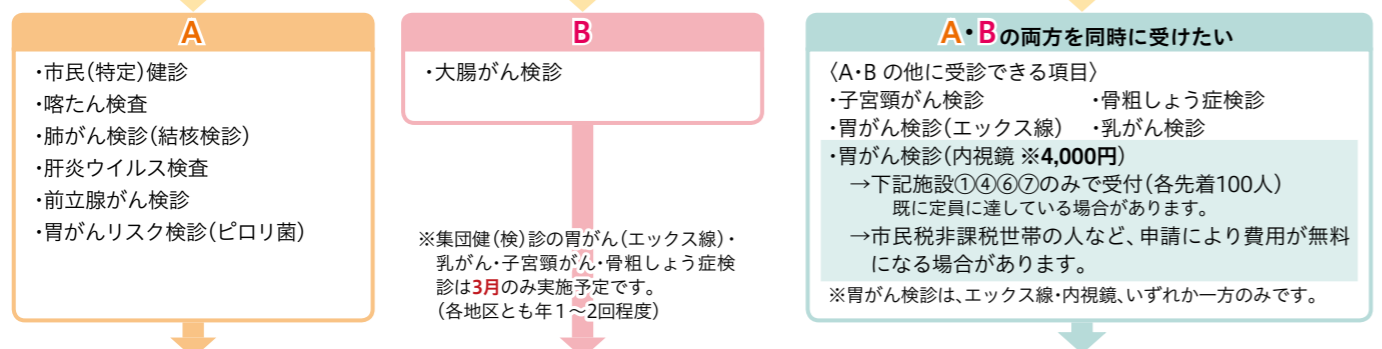 A
・市民(特定)健診
・喀たん検査
・肺がん検診(結核検診)
・肝炎ウイルス検査
・前立腺がん検診
・胃がんリスク検診(ピロリ菌)
B
・大腸がん検診
※集団健(検)診の胃がん(エックス線)・
乳がん・子宮頸がん・骨粗しょう症検
診は3月のみ実施予定です。
(各地区とも年1～2回程度)
A・Bの両方を同時に受けたい
〈A・B の他に受診できる項目〉
・子宮頸がん検診 ・骨粗しょう症検診
・胃がん検診(エックス線) ・乳がん検診
・胃がん検診(内視鏡 ※4,000円)
→下記施設①④⑥⑦のみで受付(各先着100人)
既に定員に達している場合があります。
→市民税非課税世帯の人など、申請により費用が無料
になる場合があります。
※胃がん検診は、エックス線・内視鏡、いずれか一方のみです。